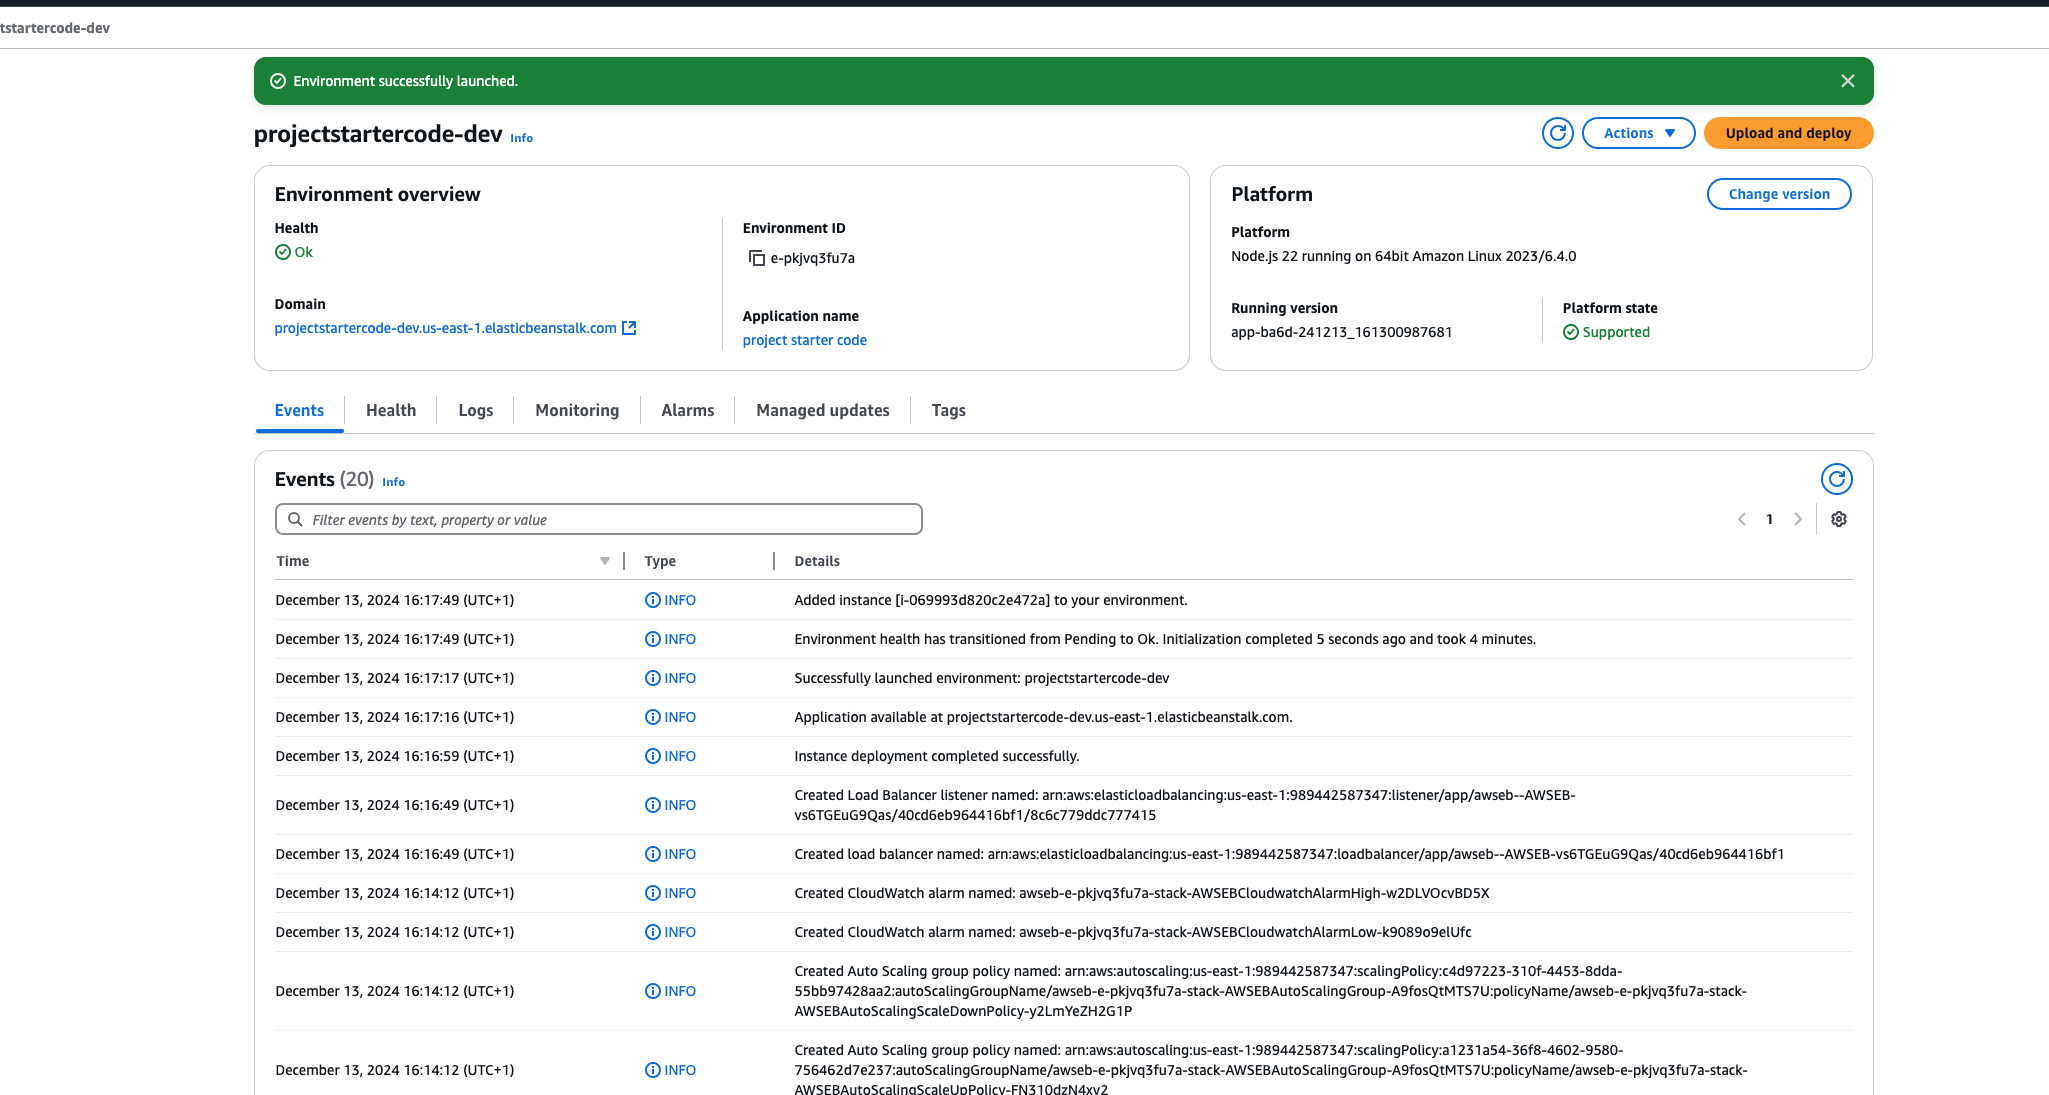 tstartercode-dev
Environment successfully launched.
projectstartercode-dev Info
Actions
Upload and deploy
Environment overview
Health
Ok
Domain
projectstartercode-dev.us-east-1.elasticbeanstalk.com
Environment ID
e-pkjvq3fu7a
Application name
project starter code
Platform
Change version
Platform
Node.js 22 running on 64bit Amazon Linux 2023/6.4.0
Running version
app-ba6d-241213_161300987681
Platform state
Supported
Events Health Logs Monitoring Alarms Managed updates Tags
Events (20) Info
Filter events by text, property or value
1
Time Type Details
December 13, 2024 16:17:49 (UTC+1) INFO Added instance [i-069993d820c2e472a] to your environment.
December 13, 2024 16:17:49 (UTC+1) INFO Environment health has transitioned from Pending to Ok. Initialization completed 5 seconds ago and took 4 minutes.
December 13, 2024 16:17:17 (UTC+1) INFO Successfully launched environment: projectstartercode-dev
December 13, 2024 16:17:16 (UTC+1) INFO Application available at projectstartercode-dev.us-east-1.elasticbeanstalk.com.
December 13, 2024 16:16:59 (UTC+1) INFO Instance deployment completed successfully.
December 13, 2024 16:16:49 (UTC+1) INFO Created Load Balancer listener named: arn:aws:elasticloadbalancing:us-east-1:989442587347:listener/app/awseb--AWSEB-
vs6TGEuG9Qas/40cd6eb964416bf1/8c6c779ddc777415
December 13, 2024 16:16:49 (UTC+1) INFO Created load balancer named: arn:aws:elasticloadbalancing:us-east-1:989442587347:loadbalancer/app/awseb--AWSEB-vs6TGEuG9Qas/40cd6eb964416bf1
December 13, 2024 16:14:12 (UTC+1) INFO Created CloudWatch alarm named: awseb-e-pkjvq3fu7a-stack-AWSEBCloudwatchAlarmHigh-w2DLVOcvBD5X
December 13, 2024 16:14:12 (UTC+1) INFO Created CloudWatch alarm named: awseb-e-pkjvq3fu7a-stack-AWSEBCloudwatchAlarmLow-k9089o9elUfc
December 13, 2024 16:14:12 (UTC+1) INFO Created Auto Scaling group policy named: arn:aws:autoscaling:us-east-1:989442587347:scalingPolicy:c4d97223-310f-4453-8dda-
55bb97428aa2:autoScalingGroupName/awseb-e-pkjvq3fu7a-stack-AWSEBAutoScalingGroup-A9fosQtMTS7U:policyName/awseb-e-pkjvq3fu7a-stack-
AWSEBAutoScalingScaleDownPolicy-y2LmYeZH2G1P
December 13, 2024 16:14:12 (UTC+1) INFO Created Auto Scaling group policy named: arn:aws:autoscaling:us-east-1:989442587347:scalingPolicy:a1231a54-36f8-4602-9580-
756462d7e237:autoScalingGroupName/awseb-e-pkjvq3fu7a-stack-AWSEBAutoScalingGroup-A9fosQtMTS7U:policyName/awseb-e-pkjvq3fu7a-stack-
AWSEBAutoScalingScaleUpPolicy-FN310dzN4xv2